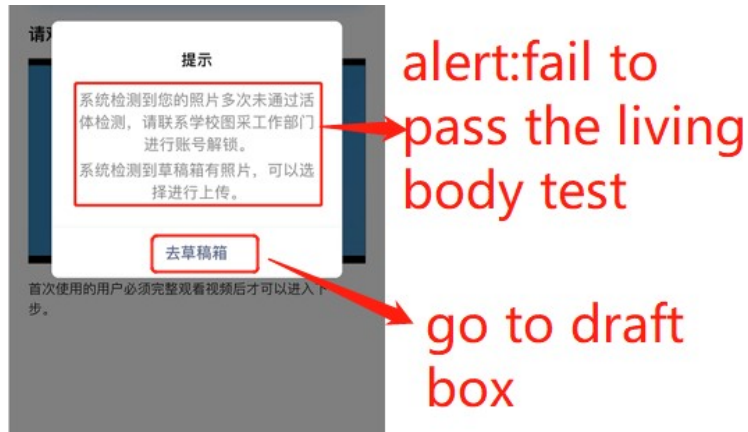 请
提示
系统检测到您的照片多次未通过活
体检测，请联系学校图采工作部门
进行账号解锁。
系统检测到草稿箱有照片，可以选
择进行上传。
去草稿箱
首次使用的用户必须完整观看视频后才可以进入下
步。
alert:fail to
pass the living
body test
go to draft
box